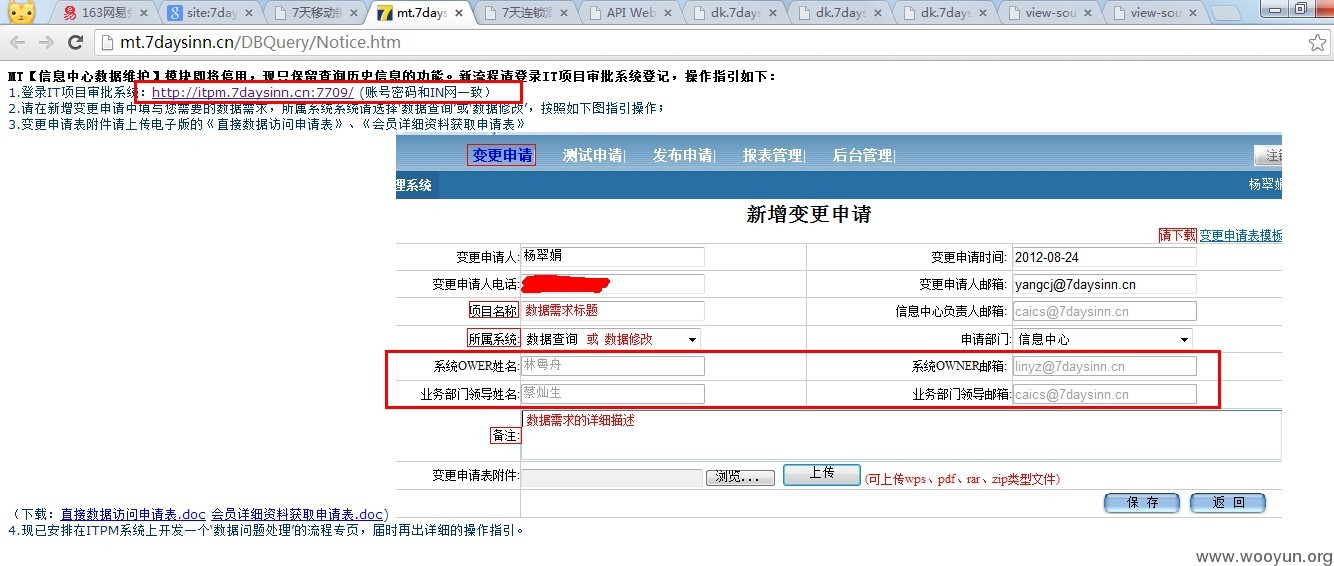 163网易免
site:7day
7天移动餐
mt.7days
7天连锁酒
API Web
dk.7days
dk.7days
dk.7days
view-sou
view-sou
mt.7daysinn.cn/DBQuery/Notice.htm
MT【信息中心数据维护】模块即将停用，现只保留查询历史信息的功能。新流程请登录IT项目审批系统登记，操作指引如下：
1.登录IT项目审批系统：http://itpm.7daysinn.cn:7709/ (账号密码和IN网一致)
2.请在新增变更申请中填写您需要的数据需求，所属系统系统请选择‘数据查询’或‘数据修改’，按照如下图指引操作；
3.变更申请表附件请上传电子版的《直接数据访问申请表》、《会员详细资料获取申请表》
变更申请 测试申请| 发布申请| 报表管理| 后台管理| 注
理系统 杨翠娟
新增变更申请
请下载 变更申请表模板
变更申请人: 杨翠娟 变更申请时间: 2012-08-24
变更申请人电话: 变更申请人邮箱: yangcj@7daysinn.cn
项目名称 数据需求标题 信息中心负责人邮箱: caics@7daysinn.cn
所属系统: 数据查询 或 数据修改 申请部门: 信息中心
系统OWER姓名: 林粤舟 系统OWNER邮箱: linyz@7daysinn.cn
业务部门领导姓名: 蔡灿生 业务部门领导邮箱: caics@7daysinn.cn
备注: 数据需求的详细描述
变更申请表附件: 浏览... 上传 (可上传wps、pdf、rar、zip类型文件)
保 存 返 回
（下载：直接数据访问申请表.doc 会员详细资料获取申请表.doc）
4.现已安排在ITPM系统上开发一个‘数据问题处理’的流程专页，届时再出详细的操作指引。
www.wooyun.org